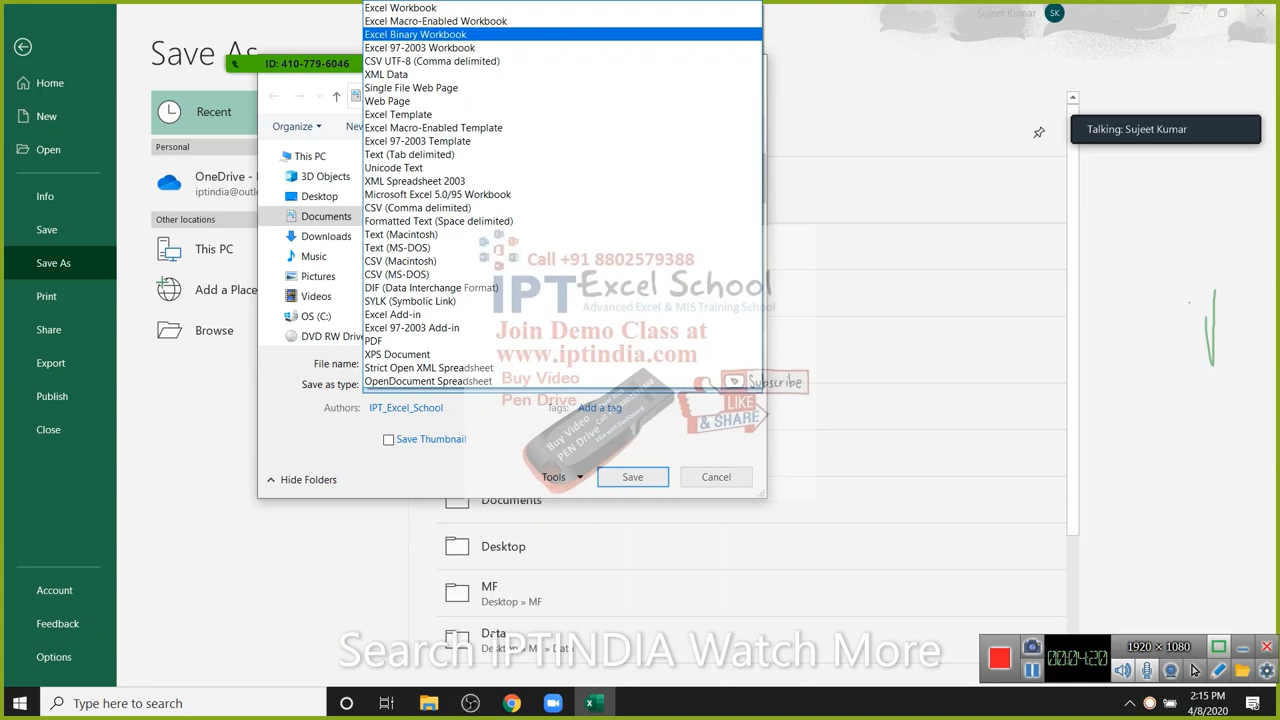 Save As
Sujeet Kumar
SK
ID: 410-779-6046
Home
New
Open
Info
Save
Save As
Print
Share
Export
Publish
Close
Account
Feedback
Options
Recent
Personal
OneDrive -
iptindia@outl
Other locations
This PC
Add a Place
Browse
Organize
New
This PC
3D Objects
Desktop
Documents
Downloads
Music
Pictures
Videos
OS (C:)
DVD RW Drive
Excel Workbook
Excel Macro-Enabled Workbook
Excel Binary Workbook
Excel 97-2003 Workbook
CSV UTF-8 (Comma delimited)
XML Data
Single File Web Page
Web Page
Excel Template
Excel Macro-Enabled Template
Excel 97-2003 Template
Text (Tab delimited)
Unicode Text
XML Spreadsheet 2003
Microsoft Excel 5.0/95 Workbook
CSV (Comma delimited)
Formatted Text (Space delimited)
Text (Macintosh)
Text (MS-DOS)
CSV (Macintosh)
CSV (MS-DOS)
DIF (Data Interchange Format)
SYLK (Symbolic Link)
Excel Add-in
Excel 97-2003 Add-in
PDF
XPS Document
Strict Open XML Spreadsheet
OpenDocument Spreadsheet
File name:
Save as type:
Authors: IPT_Excel_School
Tags: Add a tag
Save Thumbnail
Hide Folders
Tools
Save
Cancel
Talking: Sujeet Kumar
Call +91 8802579388
iPT Excel School
Advanced Excel & MIS Training School
Join Demo Class at
www.iptindia.com
Buy Video
Pen Drive
Buy Video
PEN Drive
Subscribe
LIKE
& SHARE
Documents
Desktop
MF
Desktop » MF
Data
Search IPTINDIA Watch More
00:04:20
1920 × 1080
Type here to search
2:15 PM
4/8/2020